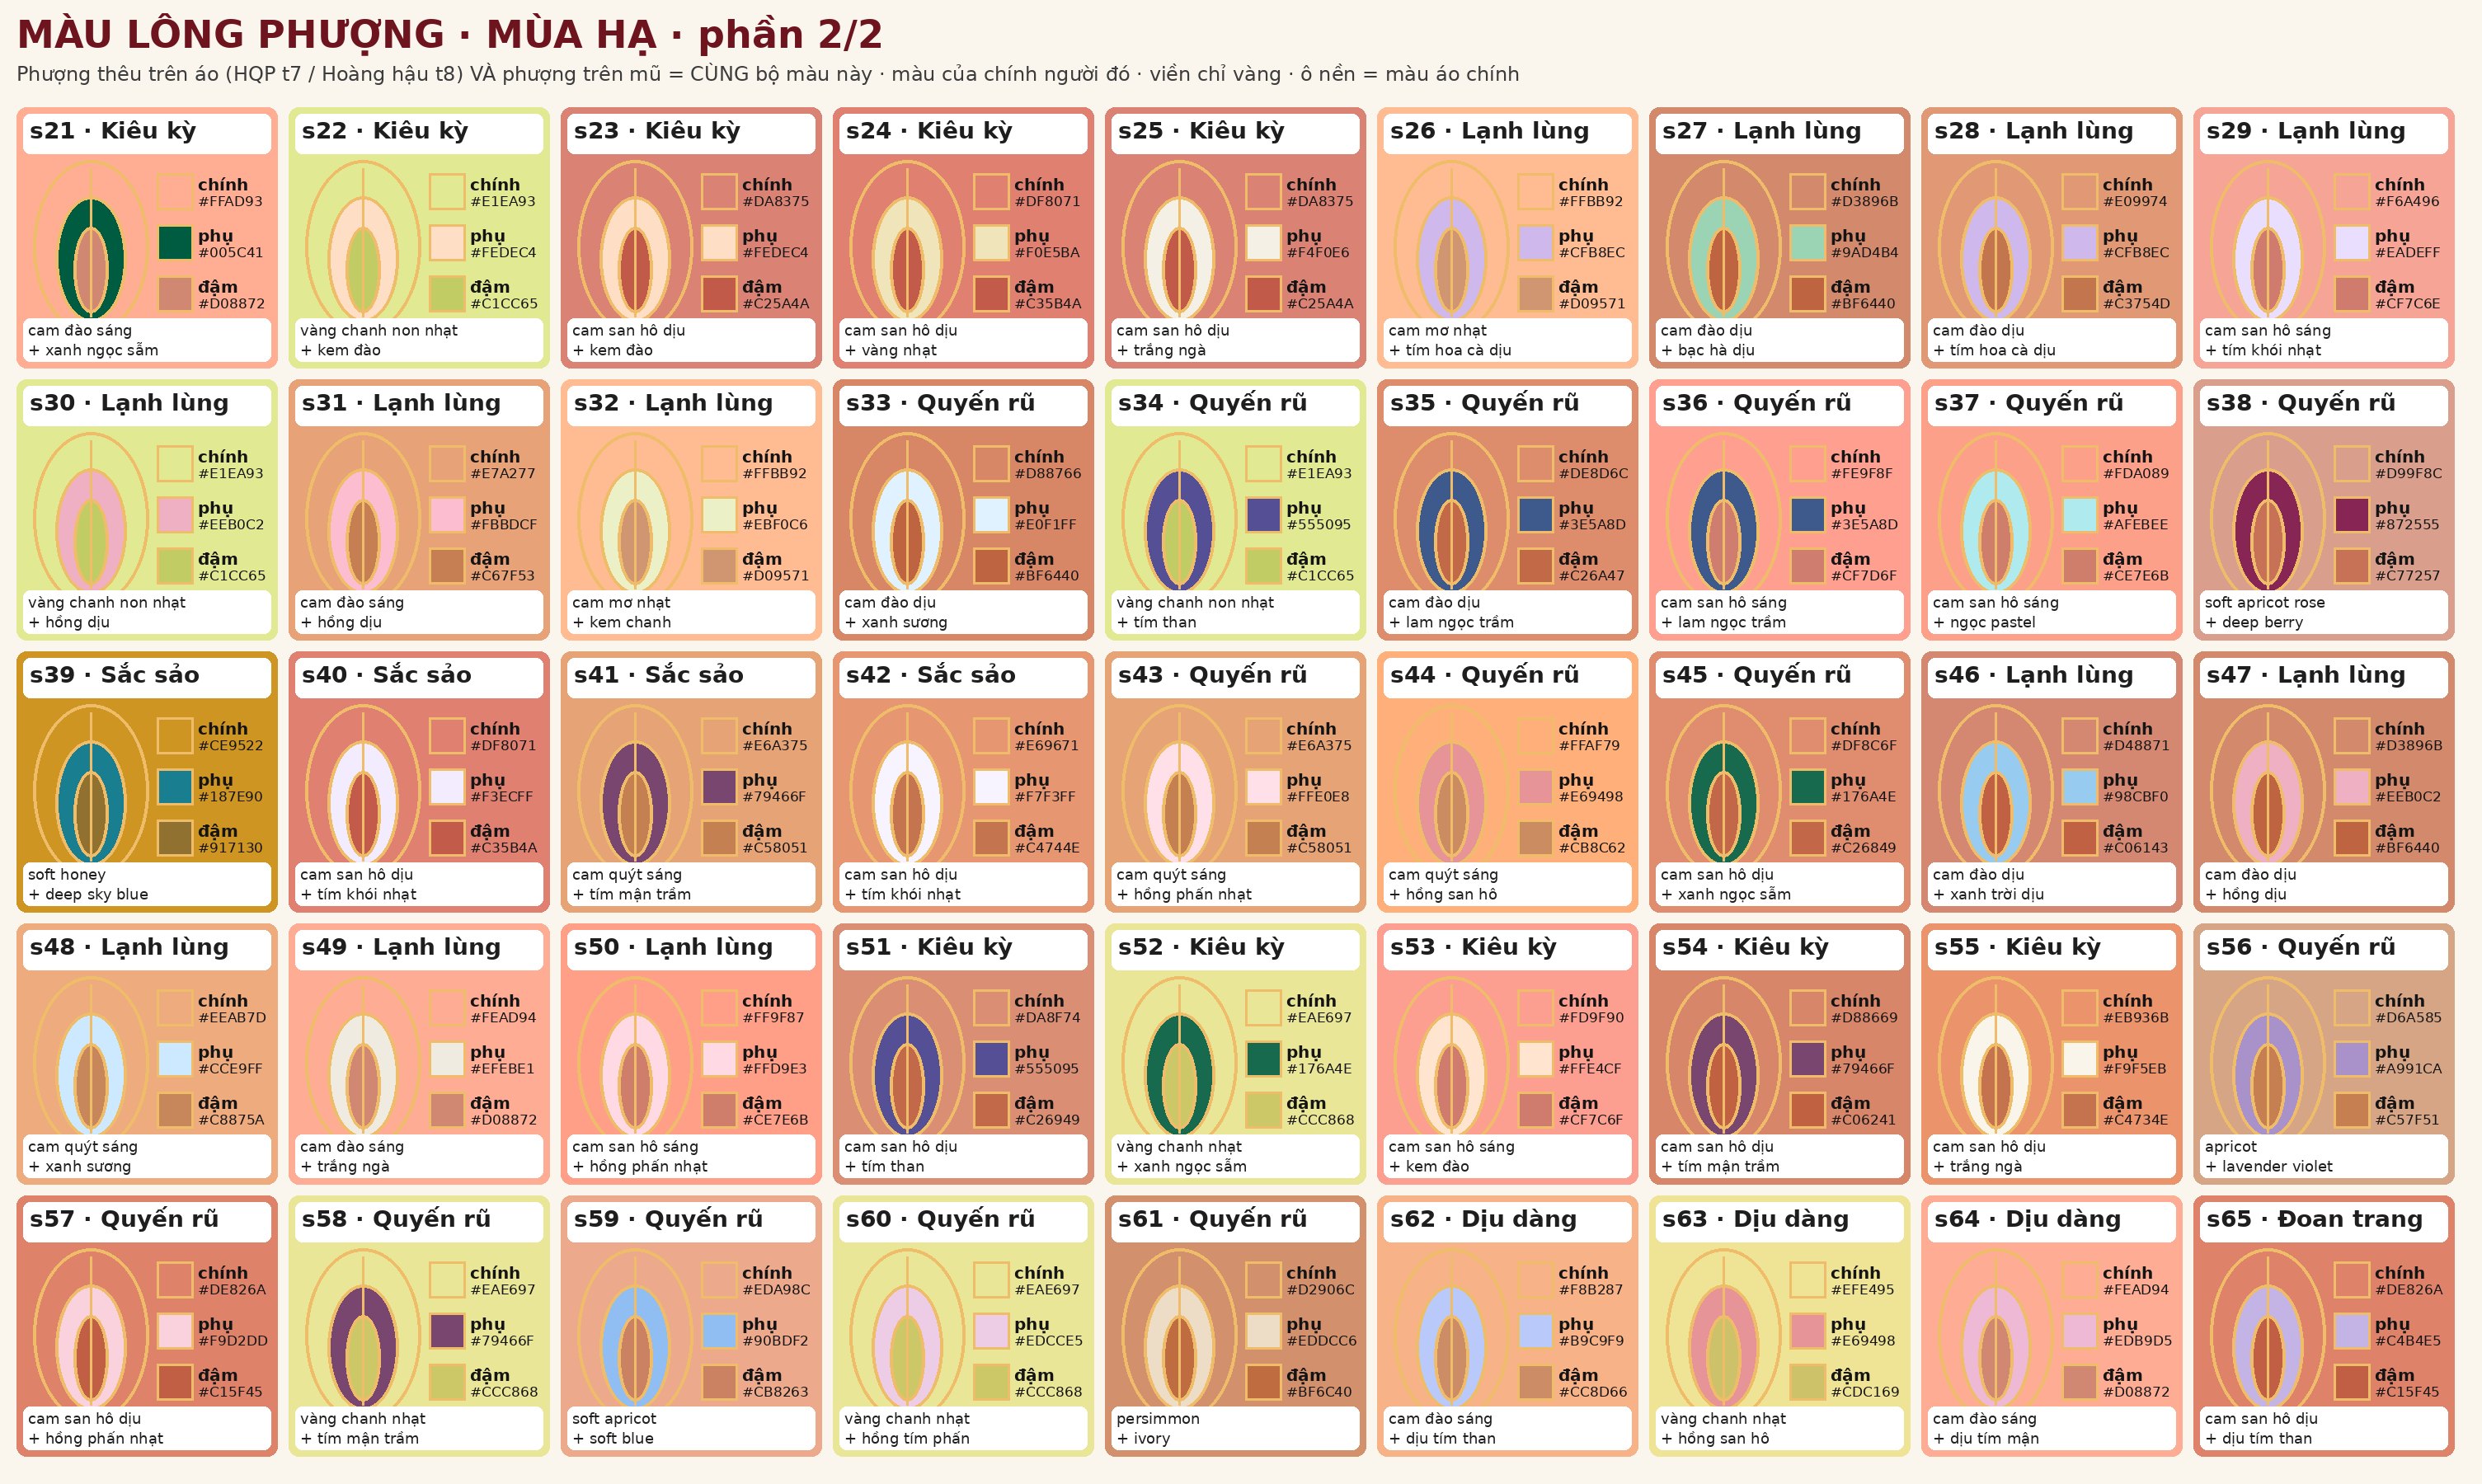 MÀU LÔNG PHƯỢNG · MÙA HẠ · phần 2/2
Phượng thêu trên áo (HQP t7 / Hoàng hậu t8) VÀ phượng trên mũ = CÙNG bộ màu này · màu của chính người đó · viền chỉ vàng · ô nền = màu áo chính
s21 · Kiêu kỳ
chính
#FFAD93
phụ
#005C41
đậm
#D08872
cam đào sáng
+ xanh ngọc sẫm
s22 · Kiêu kỳ
chính
#E1EA93
phụ
#FEDEC4
đậm
#C1CC65
vàng chanh non nhạt
+ kem đào
s23 · Kiêu kỳ
chính
#DA8375
phụ
#FEDEC4
đậm
#C25A4A
cam san hô dịu
+ kem đào
s24 · Kiêu kỳ
chính
#DF8071
phụ
#F0E5BA
đậm
#C35B4A
cam san hô dịu
+ vàng nhạt
s25 · Kiêu kỳ
chính
#DA8375
phụ
#F4F0E6
đậm
#C25A4A
cam san hô dịu
+ trắng ngà
s26 · Lạnh lùng
chính
#FFBB92
phụ
#CFB8EC
đậm
#D09571
cam mơ nhạt
+ tím hoa cà dịu
s27 · Lạnh lùng
chính
#D3896B
phụ
#9AD4B4
đậm
#BF6440
cam đào dịu
+ bạc hà dịu
s28 · Lạnh lùng
chính
#E09974
phụ
#CFB8EC
đậm
#C3754D
cam đào dịu
+ tím hoa cà dịu
s29 · Lạnh lùng
chính
#F6A496
phụ
#EADEFF
đậm
#CF7C6E
cam san hô sáng
+ tím khói nhạt
s30 · Lạnh lùng
chính
#E1EA93
phụ
#EEB0C2
đậm
#C1CC65
vàng chanh non nhạt
+ hồng dịu
s31 · Lạnh lùng
chính
#E7A277
phụ
#FBBDCF
đậm
#C67F53
cam đào sáng
+ hồng dịu
s32 · Lạnh lùng
chính
#FFBB92
phụ
#EBF0C6
đậm
#D09571
cam mơ nhạt
+ kem chanh
s33 · Quyến rũ
chính
#D88766
phụ
#E0F1FF
đậm
#BF6440
cam đào dịu
+ xanh sương
s34 · Quyến rũ
chính
#E1EA93
phụ
#555095
đậm
#C1CC65
vàng chanh non nhạt
+ tím than
s35 · Quyến rũ
chính
#DE8D6C
phụ
#3E5A8D
đậm
#C26A47
cam đào dịu
+ lam ngọc trầm
s36 · Quyến rũ
chính
#FE9F8F
phụ
#3E5A8D
đậm
#CF7D6F
cam san hô sáng
+ lam ngọc trầm
s37 · Quyến rũ
chính
#FDA089
phụ
#AFEBEE
đậm
#CE7E6B
cam san hô sáng
+ ngọc pastel
s38 · Quyến rũ
chính
#D99F8C
phụ
#872555
đậm
#C77257
soft apricot rose
+ deep berry
s39 · Sắc sảo
chính
#CE9522
phụ
#187E90
đậm
#917130
soft honey
+ deep sky blue
s40 · Sắc sảo
chính
#DF8071
phụ
#F3ECFF
đậm
#C35B4A
cam san hô dịu
+ tím khói nhạt
s41 · Sắc sảo
chính
#E6A375
phụ
#79466F
đậm
#C58051
cam quýt sáng
+ tím mận trầm
s42 · Sắc sảo
chính
#E69671
phụ
#F7F3FF
đậm
#C4744E
cam san hô dịu
+ tím khói nhạt
s43 · Quyến rũ
chính
#E6A375
phụ
#FFE0E8
đậm
#C58051
cam quýt sáng
+ hồng phấn nhạt
s44 · Quyến rũ
chính
#FFAF79
phụ
#E69498
đậm
#CB8C62
cam quýt sáng
+ hồng san hô
s45 · Quyến rũ
chính
#DF8C6F
phụ
#176A4E
đậm
#C26849
cam san hô dịu
+ xanh ngọc sẫm
s46 · Lạnh lùng
chính
#D48871
phụ
#98CBF0
đậm
#C06143
cam đào dịu
+ xanh trời dịu
s47 · Lạnh lùng
chính
#D3896B
phụ
#EEB0C2
đậm
#BF6440
cam đào dịu
+ hồng dịu
s48 · Lạnh lùng
chính
#EEAB7D
phụ
#CCE9FF
đậm
#C8875A
cam quýt sáng
+ xanh sương
s49 · Lạnh lùng
chính
#FEAD94
phụ
#EFEBE1
đậm
#D08872
cam đào sáng
+ trắng ngà
s50 · Lạnh lùng
chính
#FF9F87
phụ
#FFD9E3
đậm
#CE7E6B
cam san hô sáng
+ hồng phấn nhạt
s51 · Kiêu kỳ
chính
#DA8F74
phụ
#555095
đậm
#C26949
cam san hô dịu
+ tím than
s52 · Kiêu kỳ
chính
#EAE697
phụ
#176A4E
đậm
#CCC868
vàng chanh nhạt
+ xanh ngọc sẫm
s53 · Kiêu kỳ
chính
#FD9F90
phụ
#FFE4CF
đậm
#CF7C6F
cam san hô sáng
+ kem đào
s54 · Kiêu kỳ
chính
#D88669
phụ
#79466F
đậm
#C06241
cam san hô dịu
+ tím mận trầm
s55 · Kiêu kỳ
chính
#EB936B
phụ
#F9F5EB
đậm
#C4734E
cam san hô dịu
+ trắng ngà
s56 · Quyến rũ
chính
#D6A585
phụ
#A991CA
đậm
#C57F51
apricot
+ lavender violet
s57 · Quyến rũ
chính
#DE826A
phụ
#F9D2DD
đậm
#C15F45
cam san hô dịu
+ hồng phấn nhạt
s58 · Quyến rũ
chính
#EAE697
phụ
#79466F
đậm
#CCC868
vàng chanh nhạt
+ tím mận trầm
s59 · Quyến rũ
chính
#EDA98C
phụ
#90BDF2
đậm
#CB8263
soft apricot
+ soft blue
s60 · Quyến rũ
chính
#EAE697
phụ
#EDCCE5
đậm
#CCC868
vàng chanh nhạt
+ hồng tím phấn
s61 · Quyến rũ
chính
#D2906C
phụ
#EDDCC6
đậm
#BF6C40
persimmon
+ ivory
s62 · Dịu dàng
chính
#F8B287
phụ
#B9C9F9
đậm
#CC8D66
cam đào sáng
+ dịu tím than
s63 · Dịu dàng
chính
#EFE495
phụ
#E69498
đậm
#CDC169
vàng chanh nhạt
+ hồng san hô
s64 · Dịu dàng
chính
#FEAD94
phụ
#EDB9D5
đậm
#D08872
cam đào sáng
+ dịu tím mận
s65 · Đoan trang
chính
#DE826A
phụ
#C4B4E5
đậm
#C15F45
cam san hô dịu
+ dịu tím than